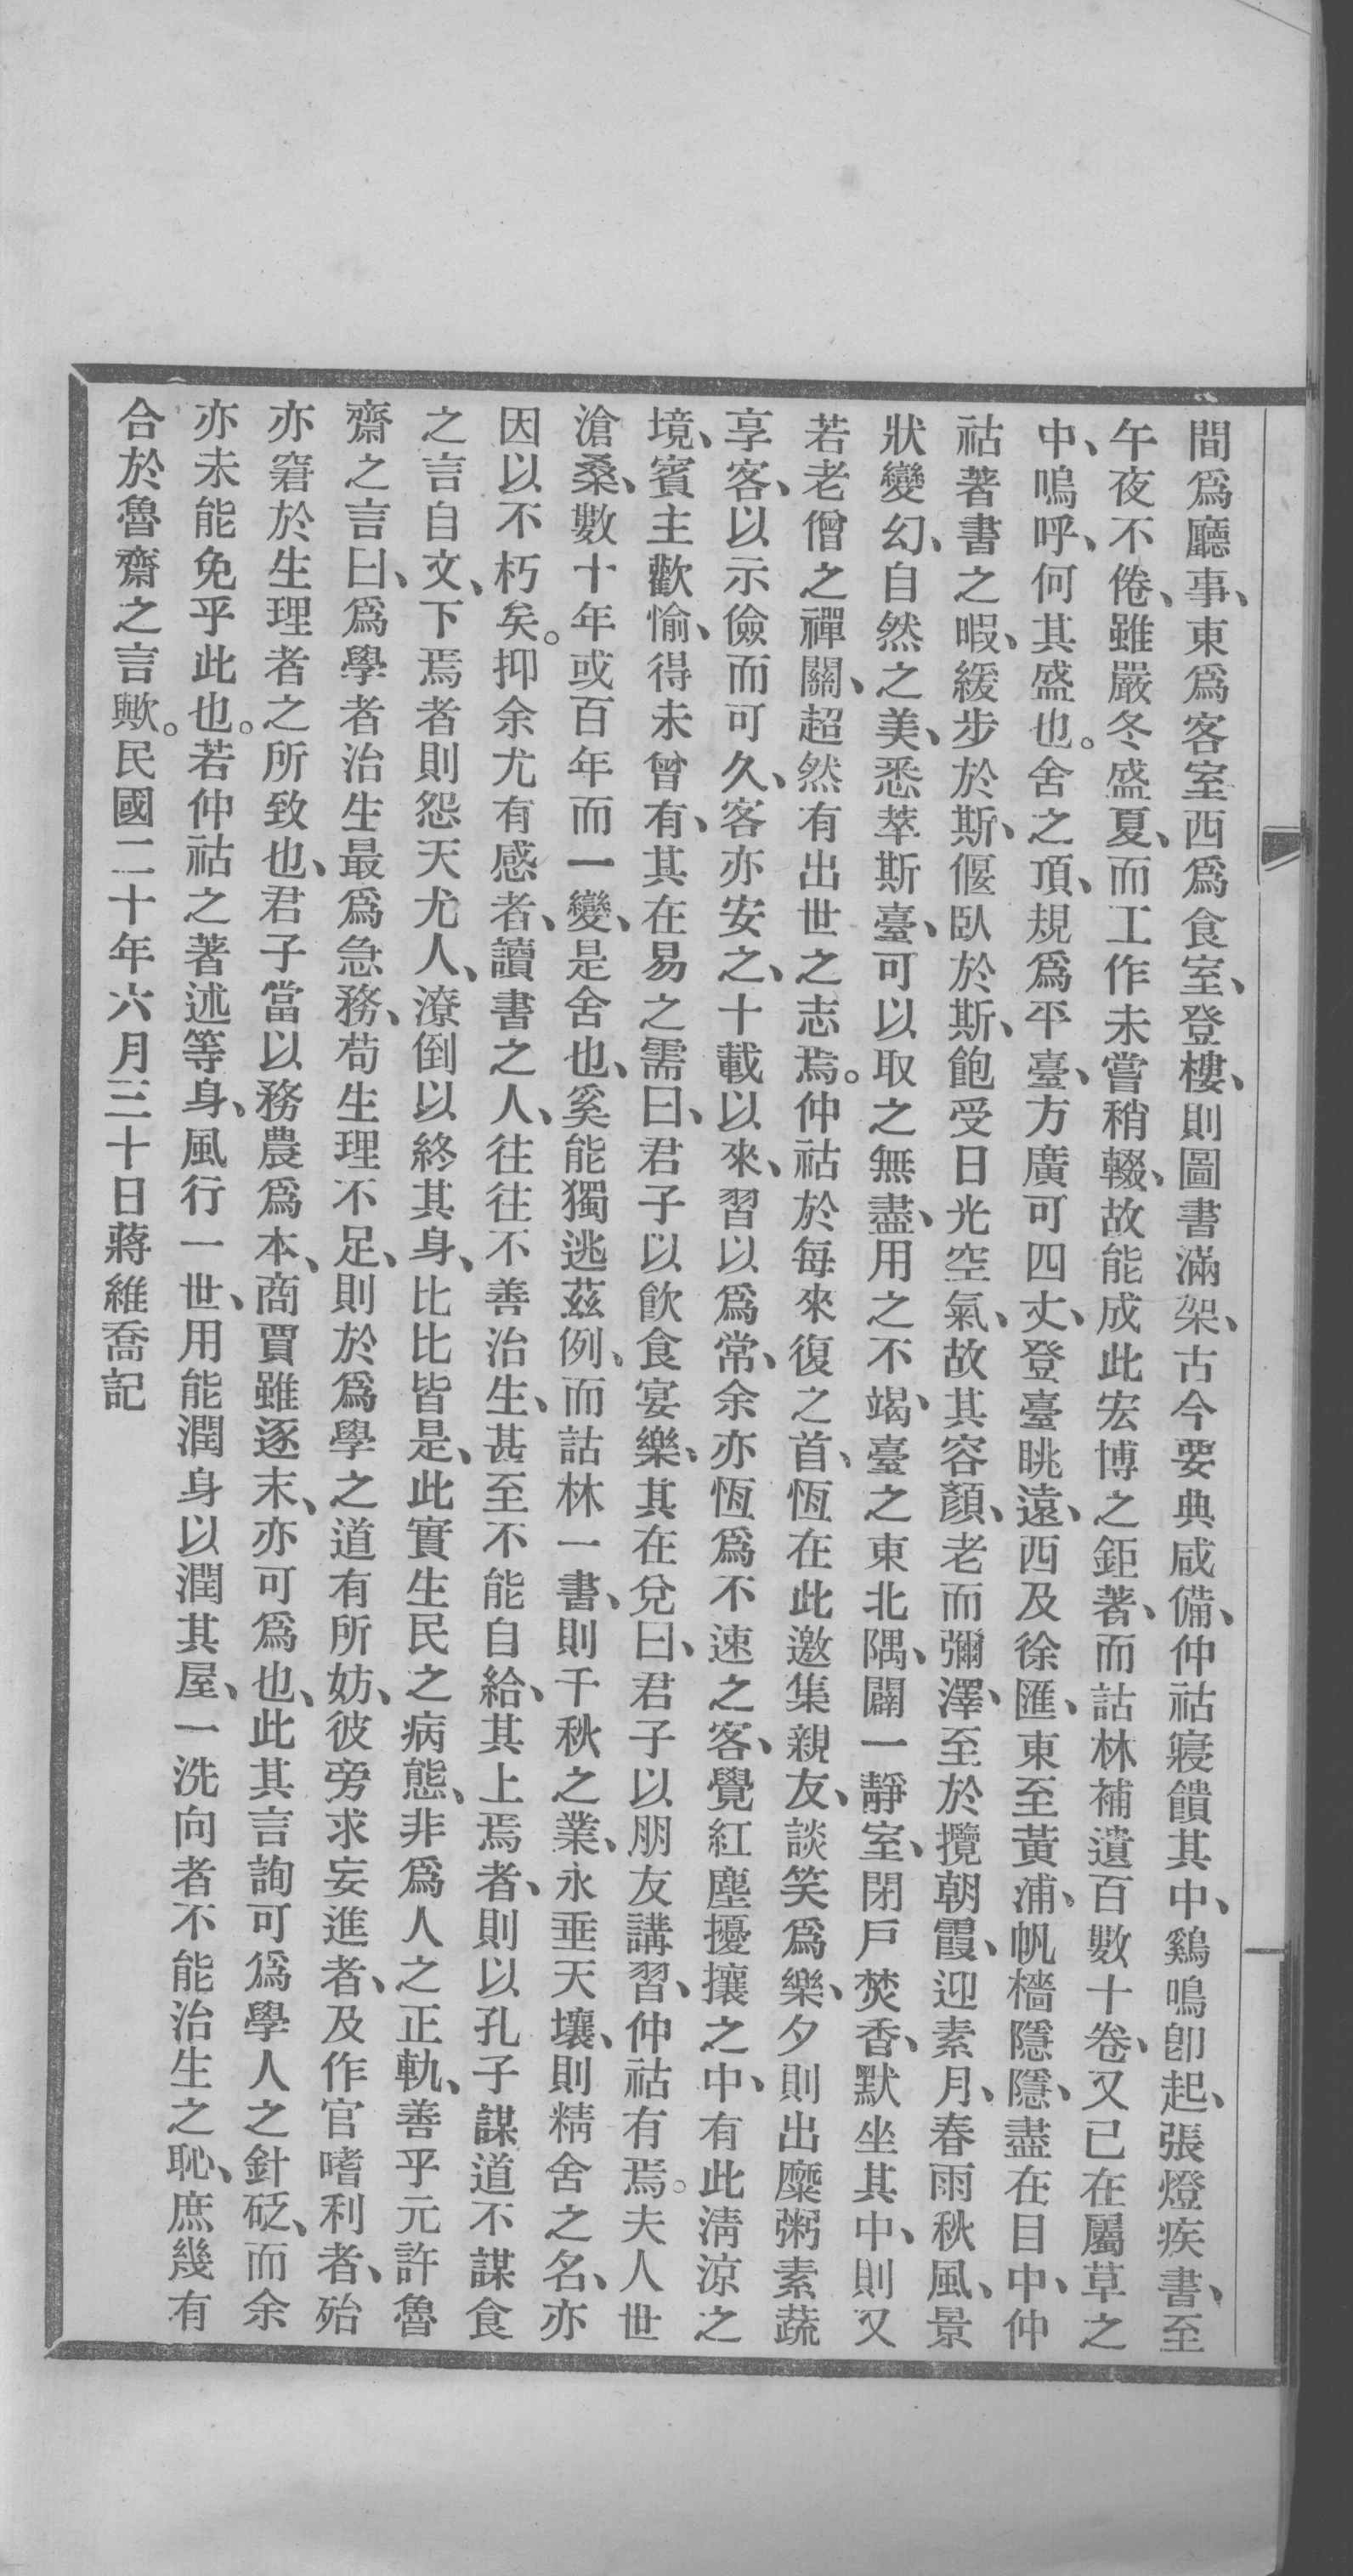 間爲廳事、東爲客室西爲食室、登樓、則圖書滿架、古今要典咸備、仲祜寢饋其中、鷄鳴卽起、張燈疾書、至
午夜不倦、雖嚴冬盛夏、而工作未嘗稍輟、故能成此宏博之鉅著、而詁林補遺百數十卷、又已在屬草之
中、嗚呼、何其盛也。舍之頂、規爲平臺、方廣可四丈、登臺眺遠、西及徐匯、東至黃浦、帆檣隱隱、盡在目中、仲
祜著書之暇、緩步於斯、偃臥於斯、飽受日光空氣、故其容顏、老而彌澤、至於攬朝霞、迎素月、春雨秋風、景
狀變幻、自然之美、悉萃斯臺、可以取之無盡、用之不竭、臺之東北隅、闢一靜室、閉戶焚香、默坐其中、則又
若老僧之禪關、超然有出世之志焉。仲祜於每來復之首、恆在此邀集親友、談笑爲樂、夕則出糜粥素蔬
享客、以示儉而可久、客亦安之、十載以來、習以爲常、余亦恆爲不速之客、覺紅塵擾攘之中、有此淸涼之
境、賓主歡愉、得未曾有、其在易之需曰、君子以飮食宴樂、其在兌曰、君子以朋友講習、仲祜有焉。夫人世
滄桑、數十年或百年而一變、是舍也、奚能獨逃茲例、而詁林一書、則千秋之業、永垂天壤、則精舍之名、亦
因以不朽矣。抑余尤有感者、讀書之人、往往不善治生、甚至不能自給、其上焉者、則以孔子謀道不謀食
之言自文、下焉者則怨天尤人、潦倒以終其身、比比皆是、此實生民之病態、非爲人之正軌、善乎元許魯
齋之言曰、爲學者治生最爲急務、苟生理不足、則於爲學之道有所妨、彼旁求妄進者、及作官嗜利者、殆
亦窘於生理者之所致也、君子當以務農爲本、商賈雖逐末、亦可爲也、此其言詢可爲學人之針砭、而余
亦未能免乎此也。若仲祜之著述等身、風行一世、用能潤身以潤其屋、一洗向者不能治生之恥、庶幾有
合於魯齋之言歟。民國二十年六月三十日蔣維喬記